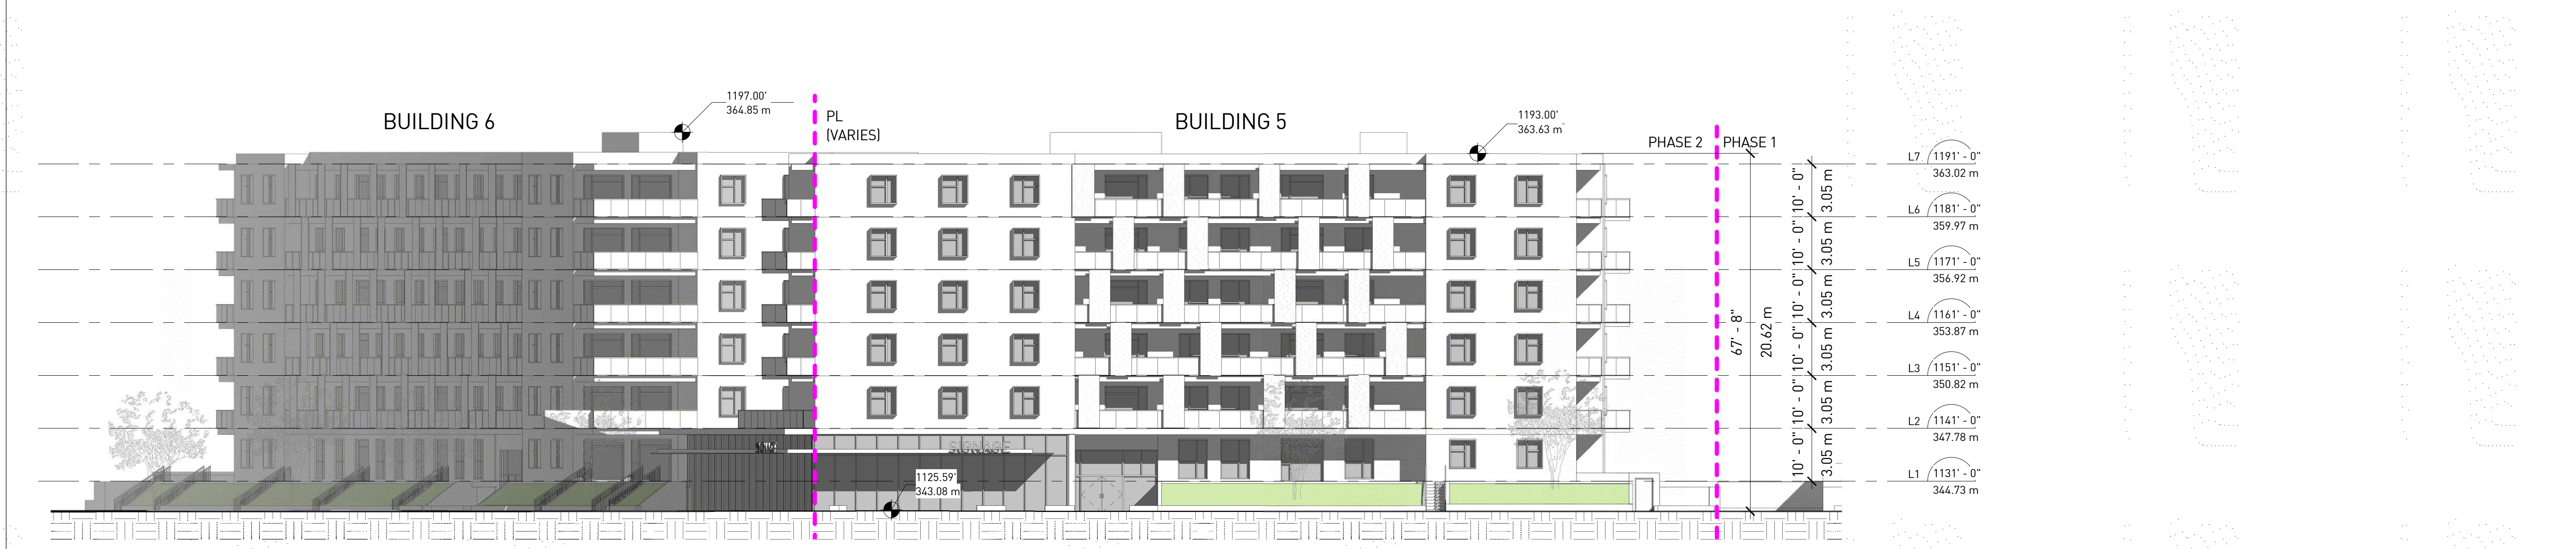 1197.00'
364.85 m
BUILDING 6
PL
(VARIES)
BUILDING 5
1193.00'
363.63 m
PHASE 2
PHASE 1
L7 1191' - 0"
363.02 m
10' - 0"
3.05 m
L6 1181' - 0"
359.97 m
10' - 0"
3.05 m
L5 1171' - 0"
356.92 m
10' - 0"
3.05 m
L4 1161' - 0"
353.87 m
67' - 8"
20.62 m
10' - 0"
3.05 m
L3 1151' - 0"
350.82 m
10' - 0"
3.05 m
L2 1141' - 0"
347.78 m
10' - 0"
3.05 m
SIGNAGE
1125.59'
343.08 m
L1 1131' - 0"
344.73 m